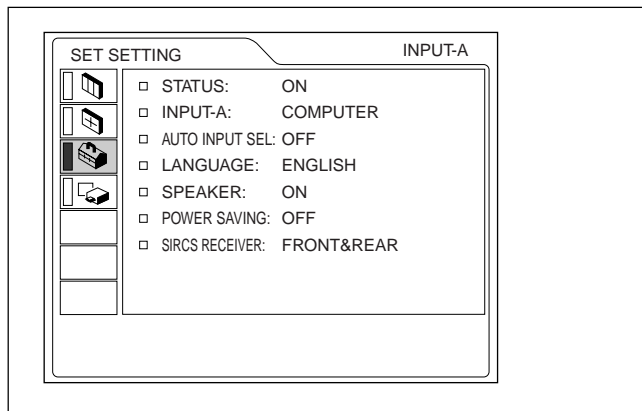 SET SETTING INPUT-A
STATUS: ON
INPUT-A: COMPUTER
AUTO INPUT SEL: OFF
LANGUAGE: ENGLISH
SPEAKER: ON
POWER SAVING: OFF
SIRCS RECEIVER: FRONT&REAR